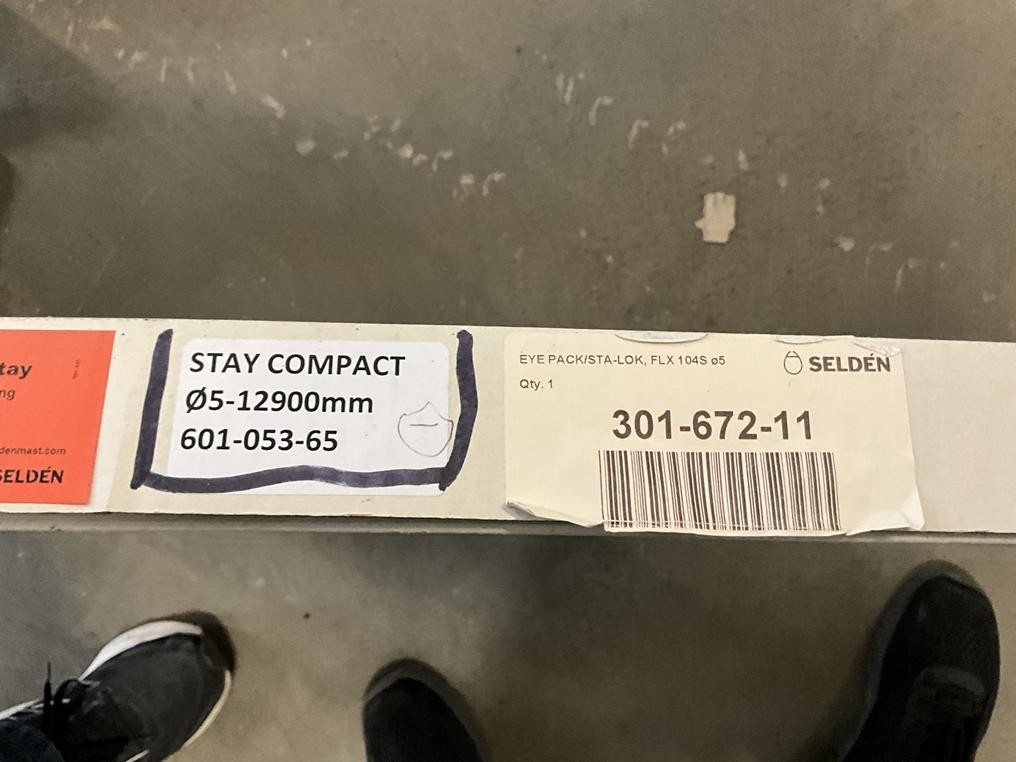 tay
ng
denmast.com
SELDÉN
STAY COMPACT
Ø5-12900mm
601-053-65
EYE PACK/STA-LOK, FLX 104S ø5
Qty. 1
SELDÉN
301-672-11